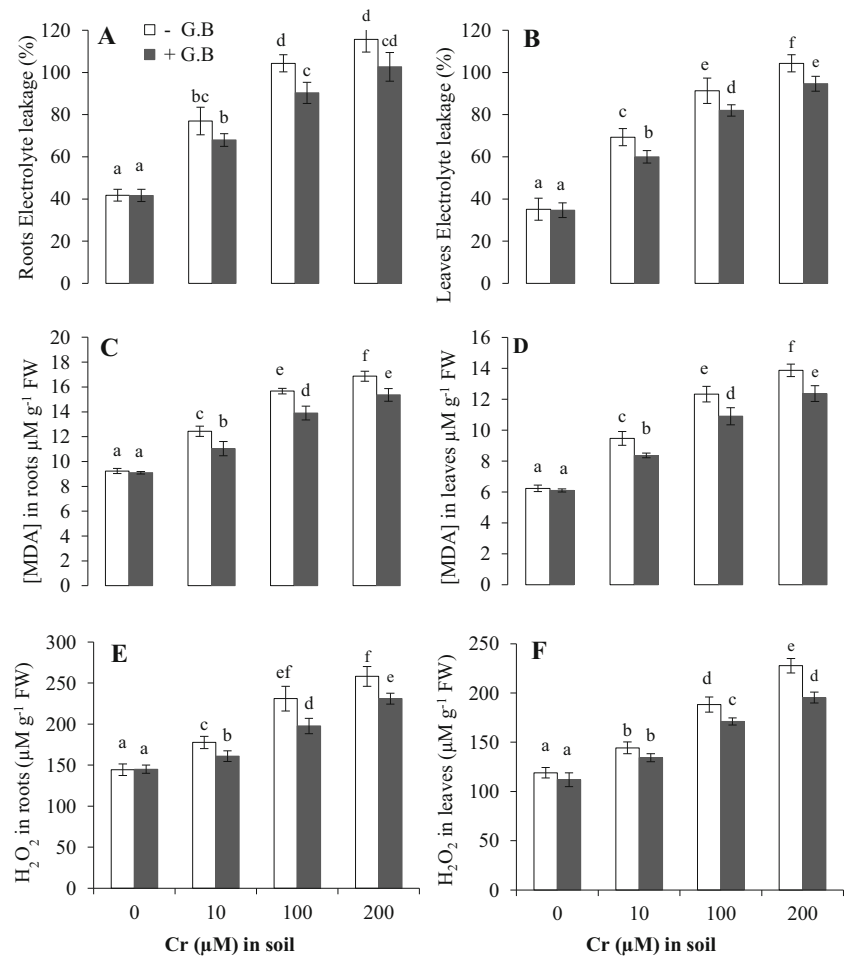 A
- G.B
+ G.B
Roots Electrolyte leakage (%)
120
100
80
60
40
20
0
a a bc b d c d cd
B
Leaves Electrolyte leakage (%)
120
100
80
60
40
20
0
a a c b e d f e
C
[MDA] in roots µM g-1 FW
20
18
16
14
12
10
8
6
4
2
0
a a c b e d f e
D
[MDA] in leaves µM g-1 FW
16
14
12
10
8
6
4
2
0
a a c b e d f e
E
H2O2 in roots (µM g-1 FW)
300
250
200
150
100
50
0
a a c b ef d f e
0 10 100 200
Cr (µM) in soil
F
H2O2 in leaves (µM g-1 FW)
250
200
150
100
50
0
a a b b d c e d
0 10 100 200
Cr (µM) in soil